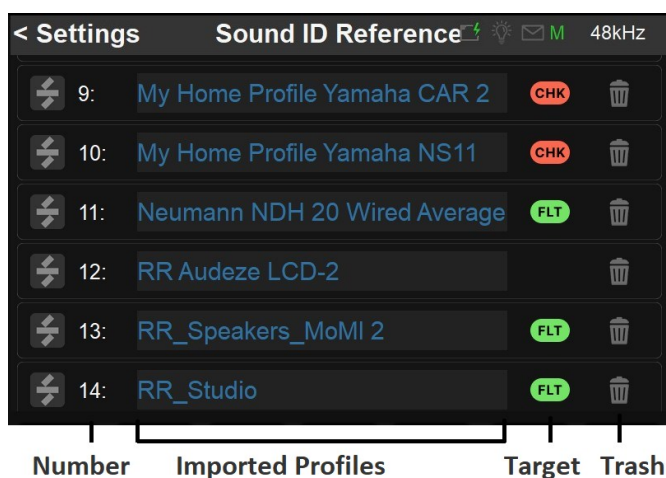 < Settings Sound ID Reference M 48kHz
9: My Home Profile Yamaha CAR 2 CHK
10: My Home Profile Yamaha NS11 CHK
11: Neumann NDH 20 Wired Average FLT
12: RR Audeze LCD-2
13: RR_Speakers_MoMI 2 FLT
14: RR_Studio FLT
Number Imported Profiles Target Trash